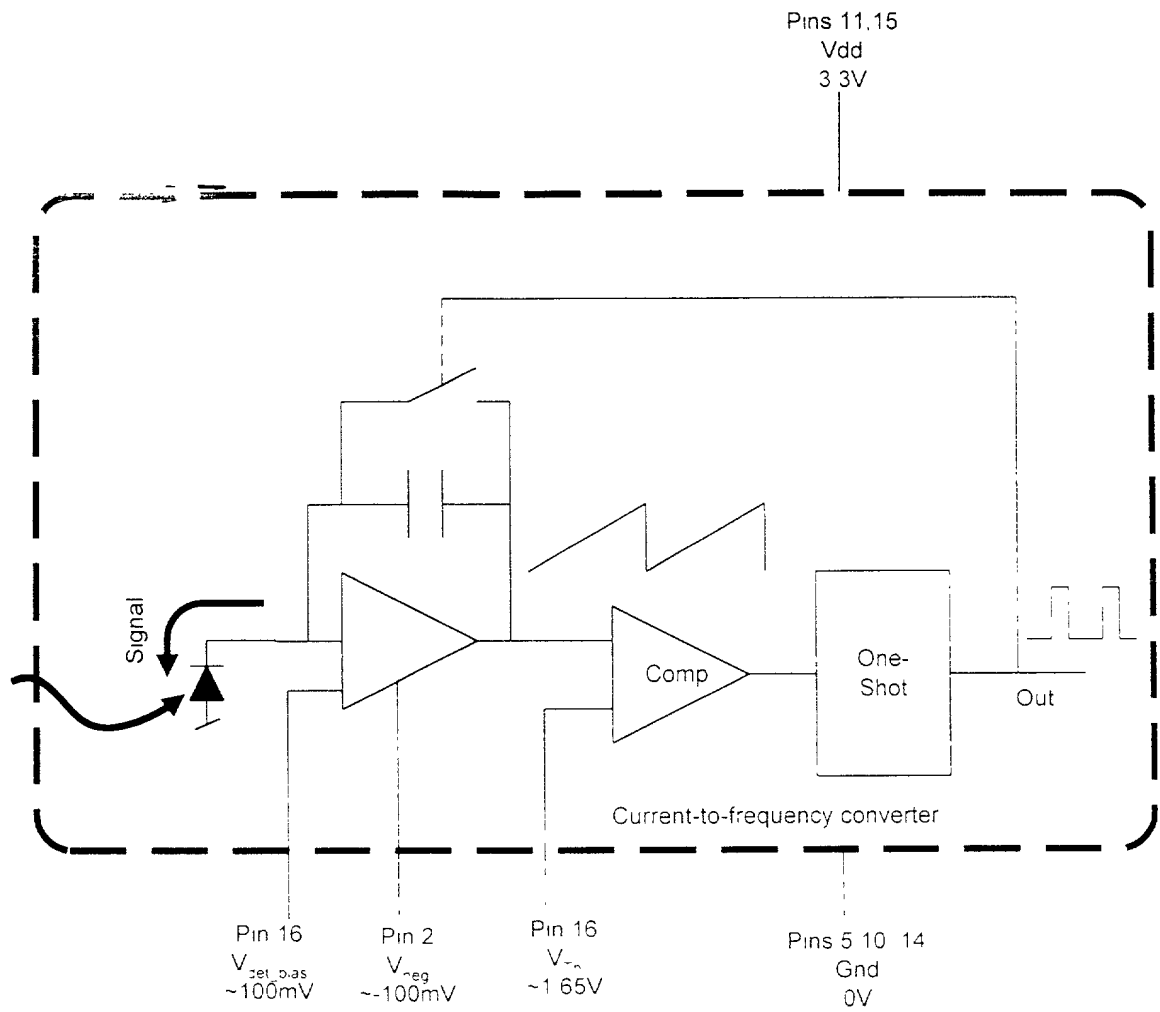 Pins 11,15
Vdd
3 3V
Signal
Comp
One-
Shot
Out
Current-to-frequency converter
Pin 16
V
~100mV
Pin 2
Vneg
~-100mV
Pin 16
V
~1 65V
Pins 5 10 14
Gnd
0V